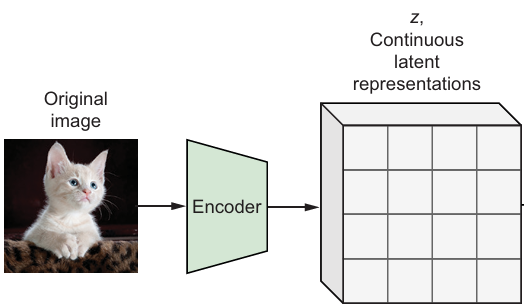 Original
image
Encoder
z,
Continuous
latent
representations